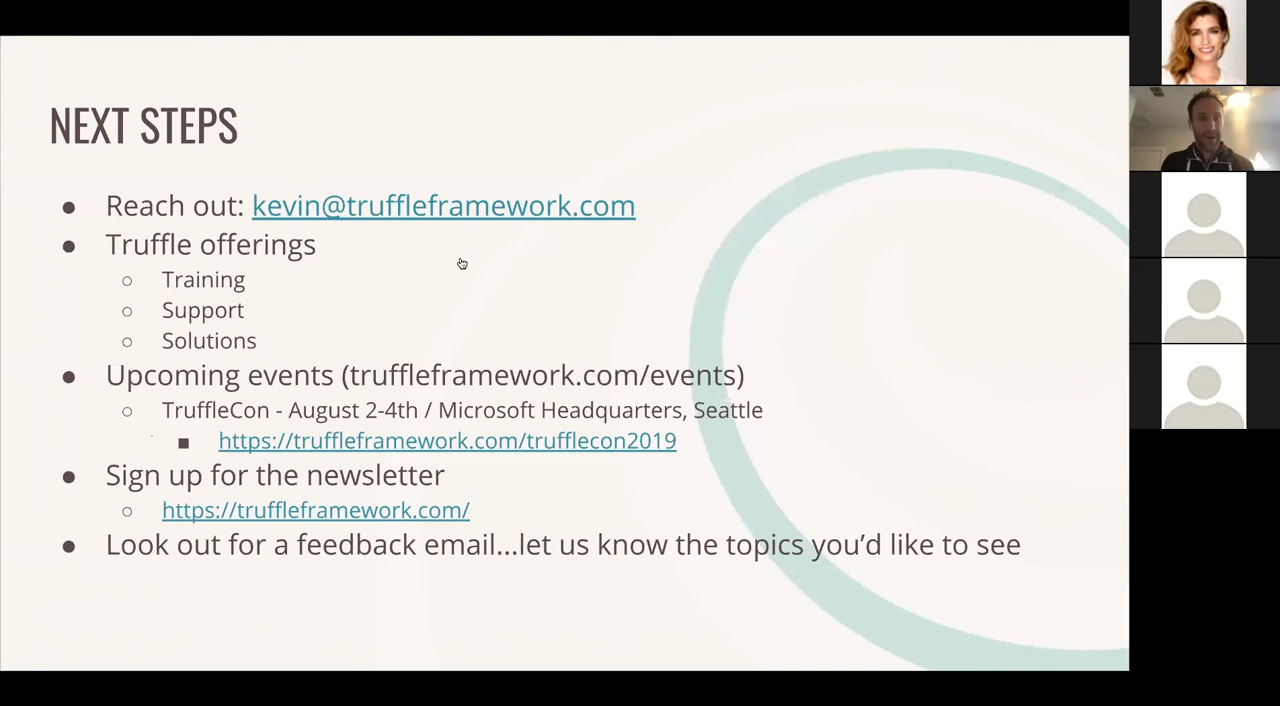 NEXT STEPS
● Reach out: kevin@truffleframework.com
● Truffle offerings
○ Training
○ Support
○ Solutions
● Upcoming events (truffleframework.com/events)
○ TruffleCon - August 2-4th / Microsoft Headquarters, Seattle
■ https://truffleframework.com/trufflecon2019
● Sign up for the newsletter
○ https://truffleframework.com/
● Look out for a feedback email...let us know the topics you’d like to see